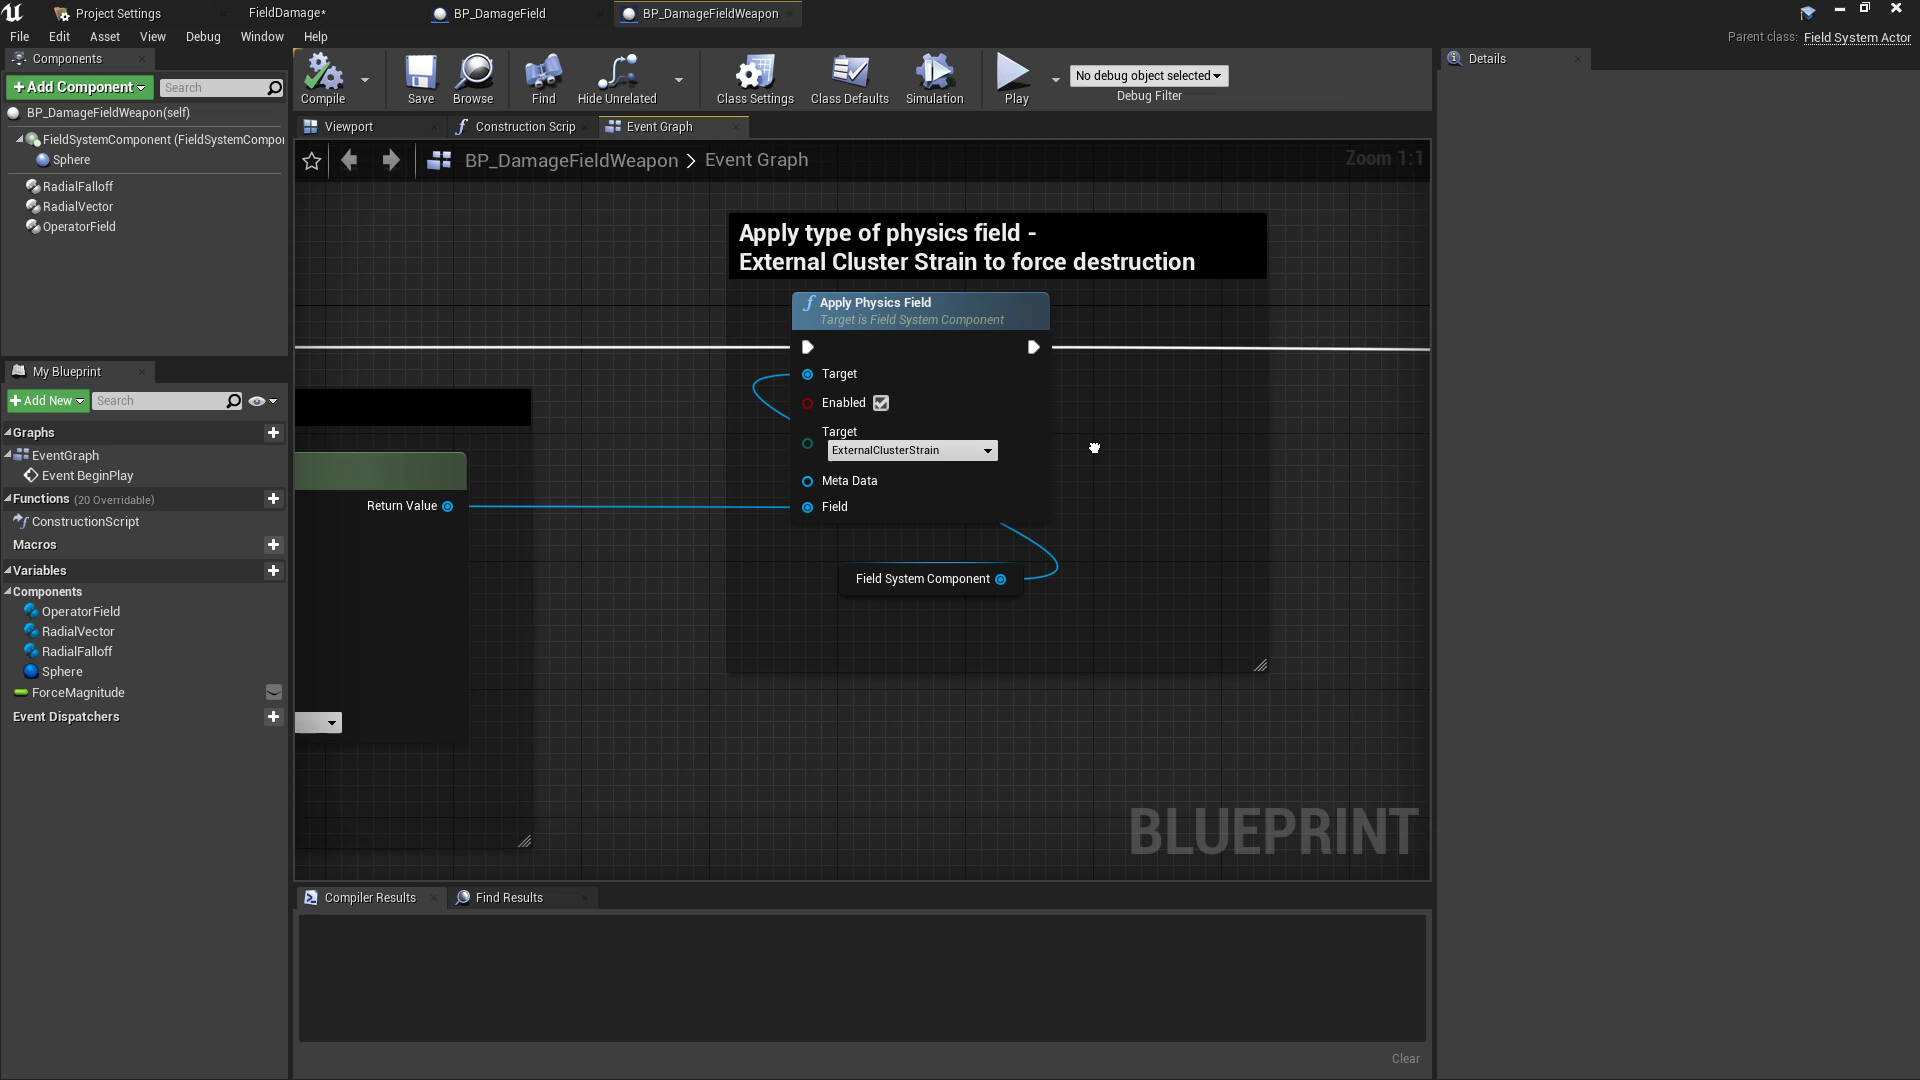 Project Settings
FieldDamage*
BP_DamageField
BP_DamageFieldWeapon
File Edit Asset View Debug Window Help
Parent class: Field System Actor
Components
+Add Component
Search
BP_DamageFieldWeapon(self)
FieldSystemComponent (FieldSystemCompor
Sphere
RadialFalloff
RadialVector
OperatorField
My Blueprint
+Add New
Search
Graphs
EventGraph
Event BeginPlay
Functions (20 Overridable)
ConstructionScript
Macros
Variables
Components
OperatorField
RadialVector
RadialFalloff
Sphere
ForceMagnitude
Event Dispatchers
Compile
Save
Browse
Find
Hide Unrelated
Class Settings
Class Defaults
Simulation
Play
No debug object selected
Debug Filter
Viewport
Construction Scrip
Event Graph
BP_DamageFieldWeapon > Event Graph
Zoom 1:1
Apply type of physics field -
External Cluster Strain to force destruction
Apply Physics Field
Target is Field System Component
Target
Enabled
Target
ExternalClusterStrain
Meta Data
Field
Return Value
Field System Component
BLUEPRINT
Compiler Results
Find Results
Clear
Details